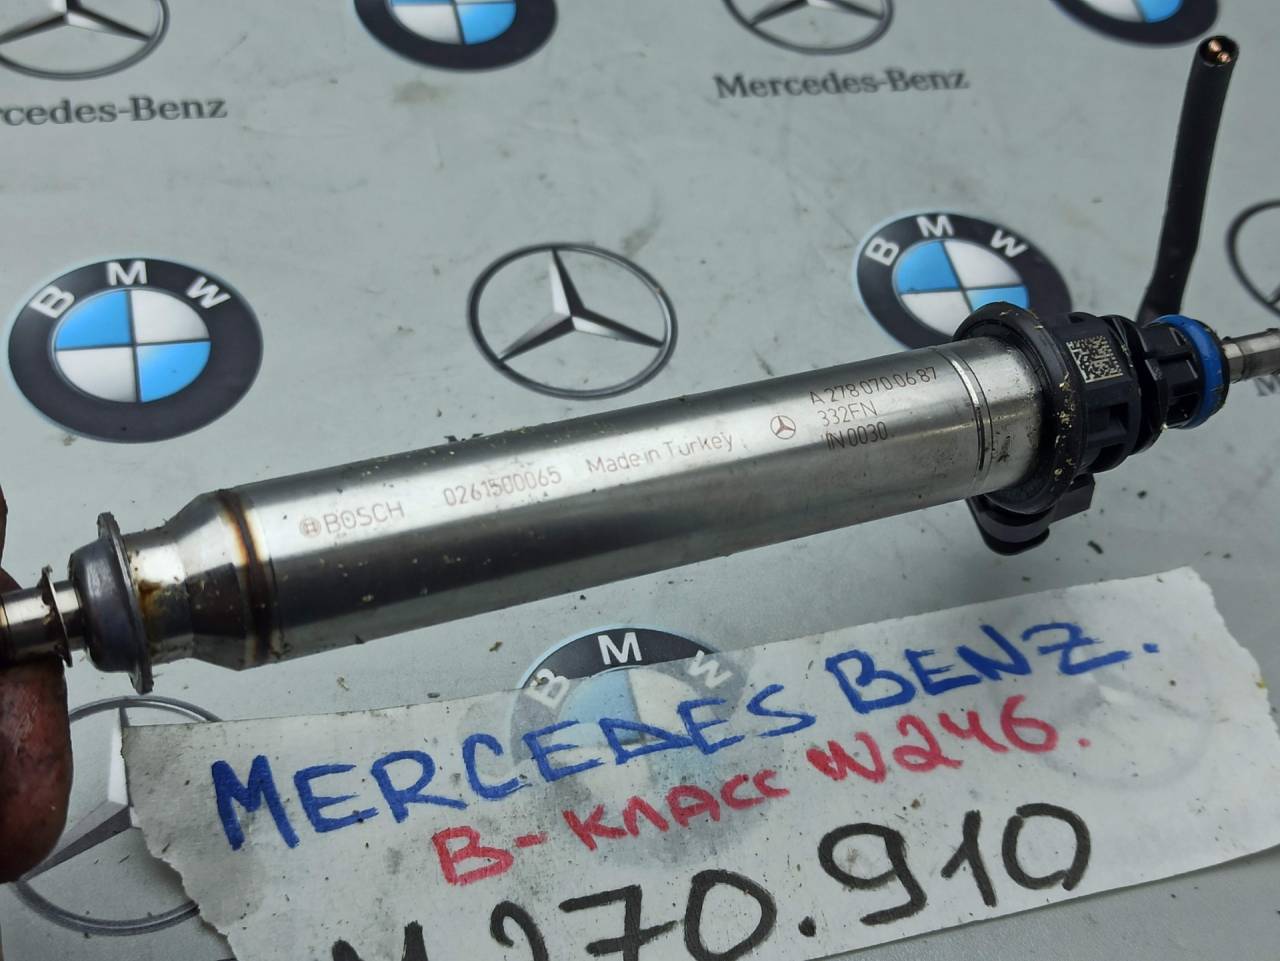 Mercedes-Benz
Mercedes-Benz
BMW
BMW
A 278 070 06 87
332FN
IN 0030
BOSCH 0261500065 Made in Turkey
BMW
MERCEDES BENZ.
B-КЛАСС W246.
M270.910